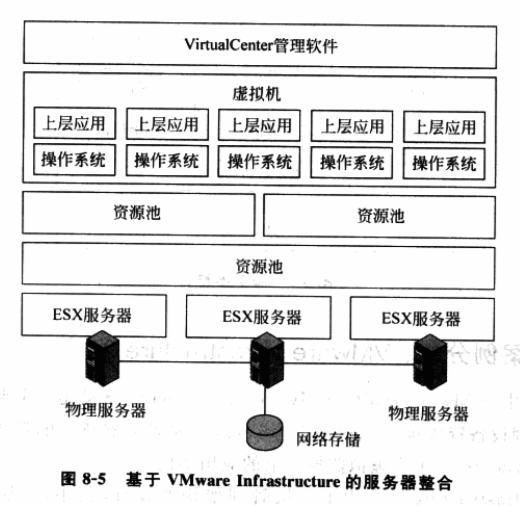 VirtualCenter管理软件
虚拟机
上层应用 上层应用 上层应用 上层应用 上层应用
操作系统 操作系统 操作系统 操作系统 操作系统
资源池 资源池
资源池
ESX服务器 ESX服务器 ESX服务器
物理服务器 物理服务器
网络存储
图 8-5 基于 VMware Infrastructure 的服务器整合